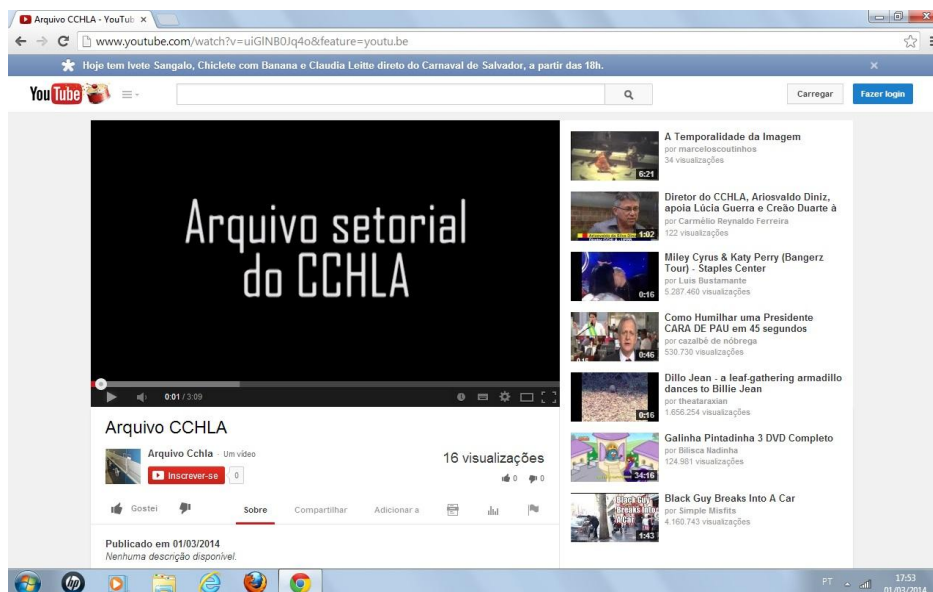 Arquivo CCHLA - YouTub
www.youtube.com/watch?v=uiGlNB0Jq4o&feature=youtu.be
Hoje tem Ivete Sangalo, Chiclete com Banana e Claudia Leitte direto do Carnaval de Salvador, a partir das 18h.
YouTube
Carregar
Fazer login
Arquivo setorial
do CCHLA
0:01 / 3:09
Arquivo CCHLA
Arquivo Cchla - Um vídeo
Inscrever-se 0
16 visualizações
0 0
Gostei
Sobre
Compartilhar
Adicionar a
Publicado em 01/03/2014
Nenhuma descrição disponível.
A Temporalidade da Imagem
por marceloscoutinhos
34 visualizações
6:21
Diretor do CCHLA, Ariosvaldo Diniz,
apoia Lúcia Guerra e Creão Duarte à
por Carmélio Reynaldo Ferreira
122 visualizações
1:02
Miley Cyrus & Katy Perry (Bangerz
Tour) - Staples Center
por Luis Bustamante
5.287.460 visualizações
0:16
Como Humilhar uma Presidente
CARA DE PAU em 45 segundos
por cazalbé de nóbrega
530.730 visualizações
0:46
Dillo Jean - a leaf-gathering armadillo
dances to Billie Jean
por theataraxian
1.656.254 visualizações
0:16
Galinha Pintadinha 3 DVD Completo
por Bilisca Nadinha
124.981 visualizações
34:16
Black Guy
Breaks Into
A Car
1:43
Black Guy Breaks Into A Car
por Simple Misfits
4.160.743 visualizações
hp
PT
17:53
01/03/2014